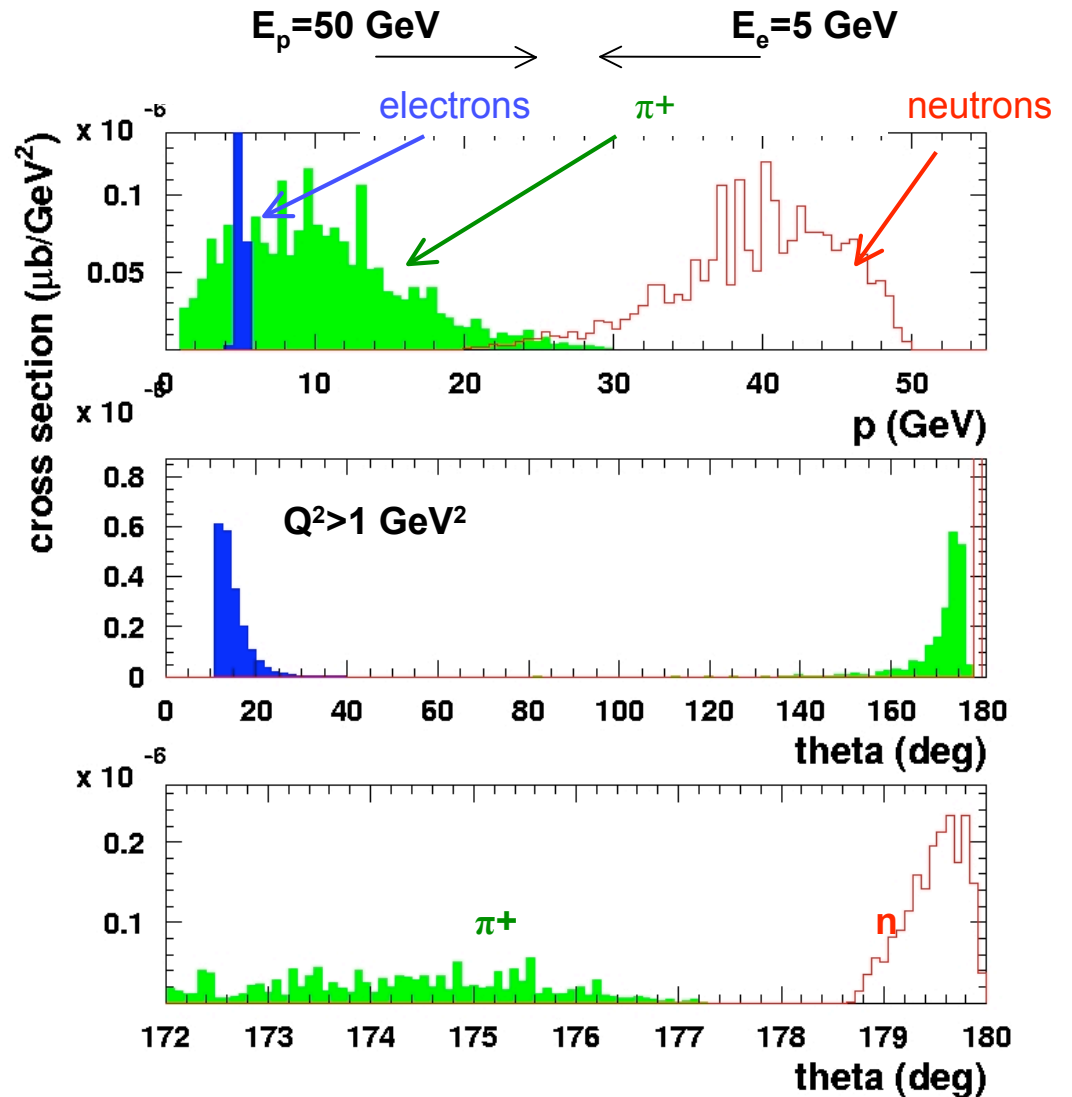 Eₚ=50 GeV
Eₑ=5 GeV
electrons
π+
neutrons
x 10⁻⁶
0.1
0.05
0 10 20 30 40 50
p (GeV)
cross section (μb/GeV²)
x 10
0.8
0.6
0.4
0.2
0
Q²>1 GeV²
0 20 40 60 80 100 120 140 160 180
theta (deg)
x 10⁻⁶
0.2
0.1
π+
n
172 173 174 175 176 177 178 179 180
theta (deg)